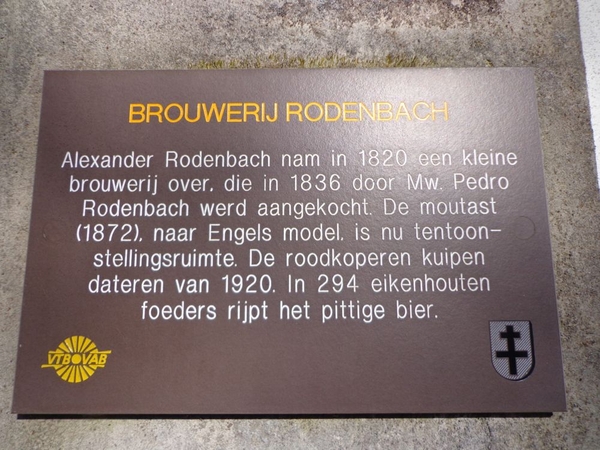 BROUWERIJ RODENBACH
Alexander Rodenbach nam in 1820 een kleine
brouwerij over, die in 1836 door Mw. Pedro
Rodenbach werd aangekocht. De moutast
(1872), naar Engels model, is nu tentoon-
stellingsruimte. De roodkoperen kuipen
dateren van 1920. In 294 eikenhouten
foeders rijpt het pittige bier.
VTB VAB